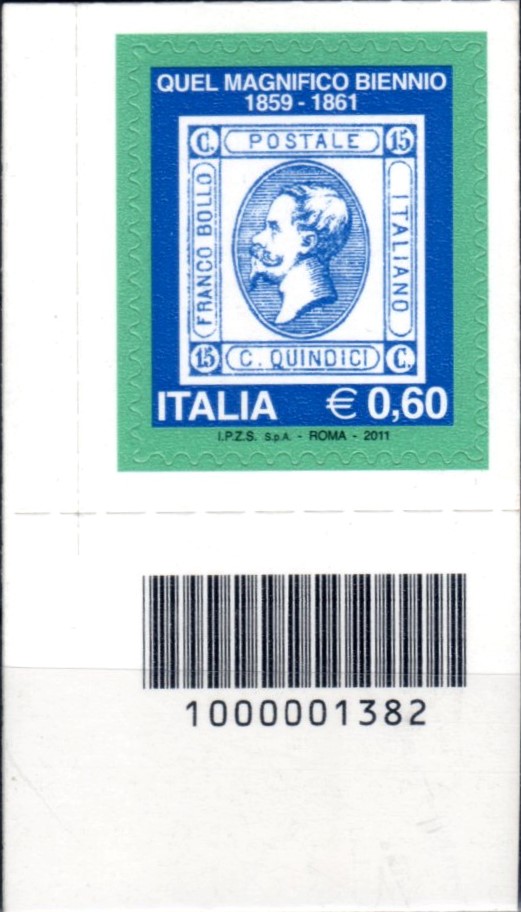 QUEL MAGNIFICO BIENNIO
1859 - 1861
C. POSTALE 15
FRANCO BOLLO
ITALIANO
15 C. QUINDICI C.
ITALIA € 0,60
I.P.Z.S. S.p.A. - ROMA - 2011
1000001382